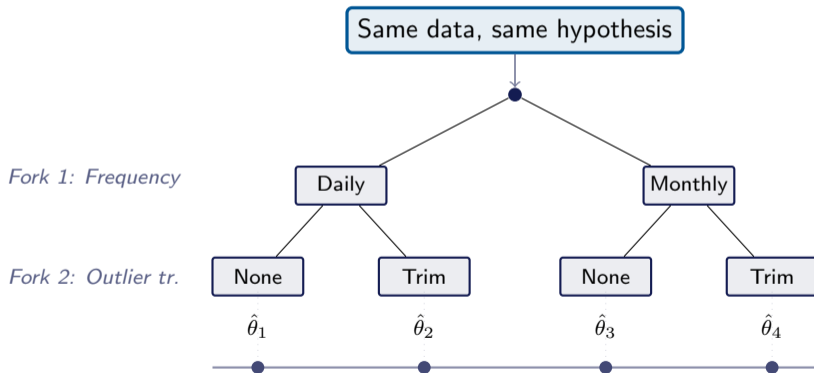 Same data, same hypothesis
Fork 1: Frequency
Daily
Monthly
Fork 2: Outlier tr.
None
Trim
None
Trim
θ̂₁
θ̂₂
θ̂₃
θ̂₄